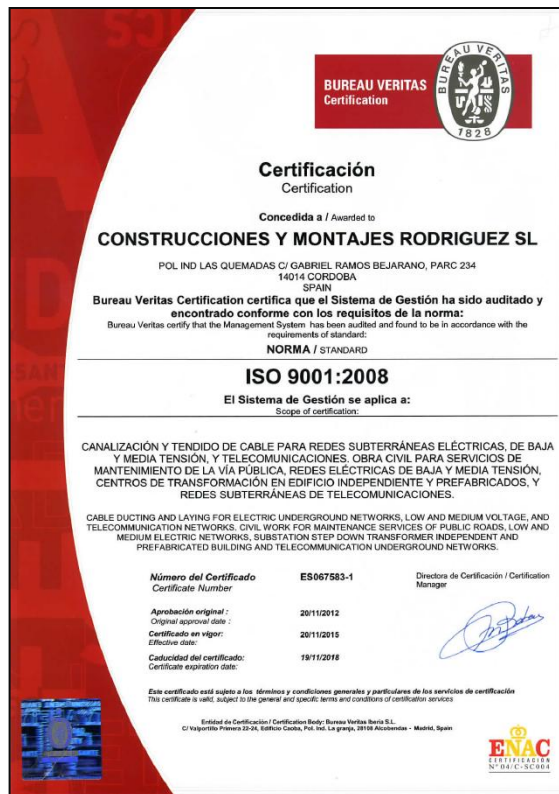 BUREAU VERITAS
Certification
BUREAU VERITAS
1828
Certificación
Certification
Concedida a / Awarded to
CONSTRUCCIONES Y MONTAJES RODRIGUEZ SL
POL IND LAS QUEMADAS C/ GABRIEL RAMOS BEJARANO, PARC 234
14014 CORDOBA
SPAIN
Bureau Veritas Certification certifica que el Sistema de Gestión ha sido auditado y
encontrado conforme con los requisitos de la norma:
Bureau Veritas certify that the Management System has been audited and found to be in accordance with the
requirements of standard:
NORMA / STANDARD
ISO 9001:2008
El Sistema de Gestión se aplica a:
Scope of certification:
CANALIZACIÓN Y TENDIDO DE CABLE PARA REDES SUBTERRÁNEAS ELÉCTRICAS, DE BAJA
Y MEDIA TENSIÓN, Y TELECOMUNICACIONES. OBRA CIVIL PARA SERVICIOS DE
MANTENIMIENTO DE LA VÍA PÚBLICA, REDES ELÉCTRICAS DE BAJA Y MEDIA TENSIÓN,
CENTROS DE TRANSFORMACIÓN EN EDIFICIO INDEPENDIENTE Y PREFABRICADOS, Y
REDES SUBTERRÁNEAS DE TELECOMUNICACIONES.
CABLE DUCTING AND LAYING FOR ELECTRIC UNDERGROUND NETWORKS, LOW AND MEDIUM VOLTAGE, AND
TELECOMMUNICATION NETWORKS. CIVIL WORK FOR MAINTENANCE SERVICES OF PUBLIC ROADS, LOW AND
MEDIUM ELECTRIC NETWORKS, SUBSTATION STEP DOWN TRANSFORMER INDEPENDENT AND
PREFABRICATED BUILDING AND TELECOMMUNICATION UNDERGROUND NETWORKS.
Número del Certificado ES067583-1
Certificate Number
Directora de Certificación / Certification
Manager
Aprobación original : 20/11/2012
Original approval date :
Certificado en vigor: 20/11/2015
Effective date:
Caducidad del certificado: 19/11/2018
Certificate expiration date:
Este certificado está sujeto a los términos y condiciones generales y particulares de los servicios de certificación
This certificate is valid, subject to the general and specific terms and conditions of certification services
Entidad de Certificación / Certification Body: Bureau Veritas Iberia S.L.
C/ Valportillo Primera 22-24, Edificio Caoba, Pol. Ind. La granja, 28108 Alcobendas - Madrid, Spain
ENAC
CERTIFICACIÓN
Nº 04/C-SC004